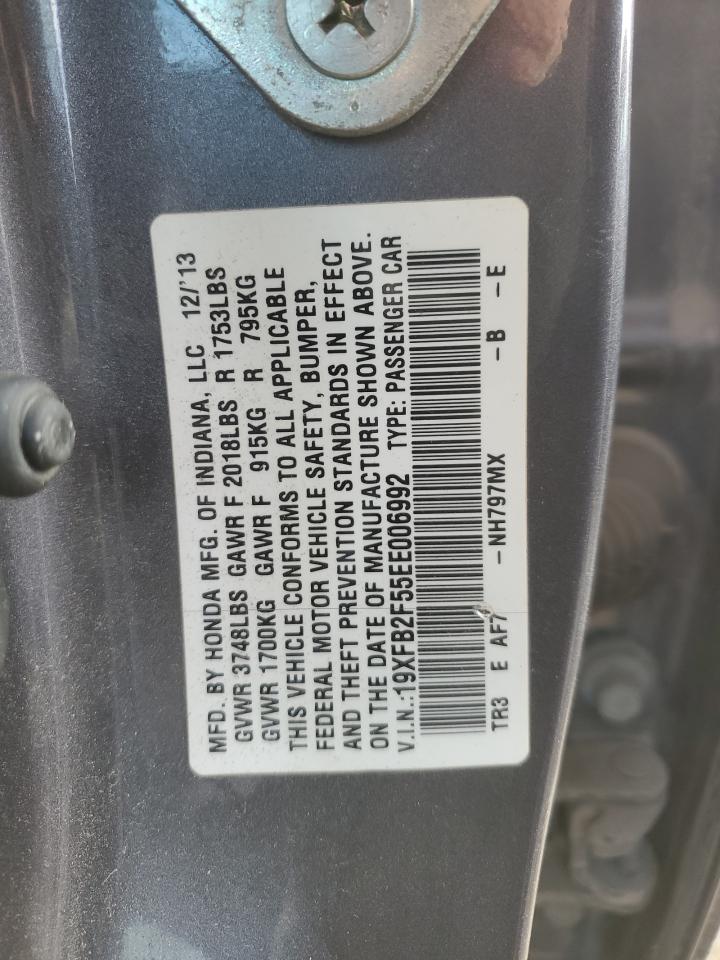 MFD. BY HONDA MFG. OF INDIANA, LLC 12/'13
GVWR 3748LBS GAWR F 2018LBS R 1753LBS
GVWR 1700KG GAWR F 915KG R 795KG
THIS VEHICLE CONFORMS TO ALL APPLICABLE
FEDERAL MOTOR VEHICLE SAFETY, BUMPER,
AND THEFT PREVENTION STANDARDS IN EFFECT
ON THE DATE OF MANUFACTURE SHOWN ABOVE.
V.I.N.:19XFB2F55EE006992 TYPE: PASSENGER CAR
TR3 E AF7 -NH797MX -B -E